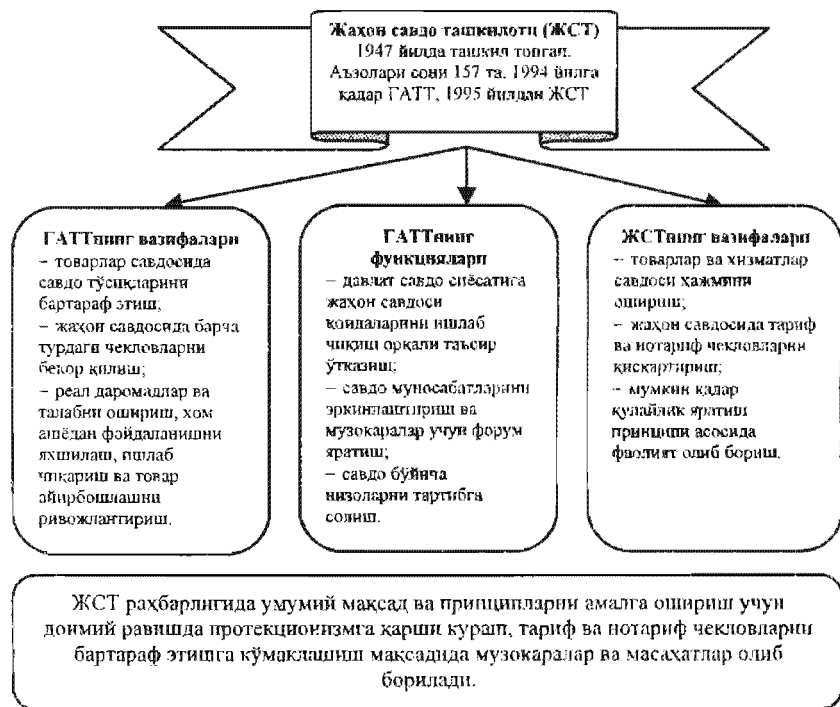 Жаҳон савдо ташкилоти (ЖСТ)
1947 йилда ташкил топган.
Аъзолари сони 157 та. 1994 йилга
қадар ГАТТ, 1995 йилдан ЖСТ
ГАТТнинг вазифалари
– товарлар савдосида
савдо тўсиқларини
бартараф этиш;
– жаҳон савдосида барча
турдаги чекловларни
бекор қилиш;
– реал даромадлар ва
талабни ошириш, хом
ашёдан фойдаланишни
яхшилаш, ишлаб
чиқариш ва товар
айирбошлашни
ривожлантириш.
ГАТТнинг
функциялари
– давлат савдо сиёсатига
жаҳон савдоси
қоидаларини ишлаб
чиқиш орқали таъсир
ўтказиш;
– савдо муносабатларини
эркинлаштириш ва
музокаралар учун форум
яратиш;
– савдо бўйича
низоларни тартибга
солиш.
ЖСТнинг вазифалари
– товарлар ва хизматлар
савдоси ҳажмини
ошириш;
– жаҳон савдосида тариф
ва нотариф чекловларни
қискартириш;
– мумкин қадар
қулайлик яратиш
принципи асосида
фаолият олиб бориш.
ЖСТ раҳбарлигида умумий мақсад ва принципларни амалга ошириш учун
доимий равишда протекционизмга қарши кураш, тариф ва нотариф чекловларни
бартараф этишга кўмаклашиш мақсадида музокаралар ва масаҳатлар олиб
борилади.